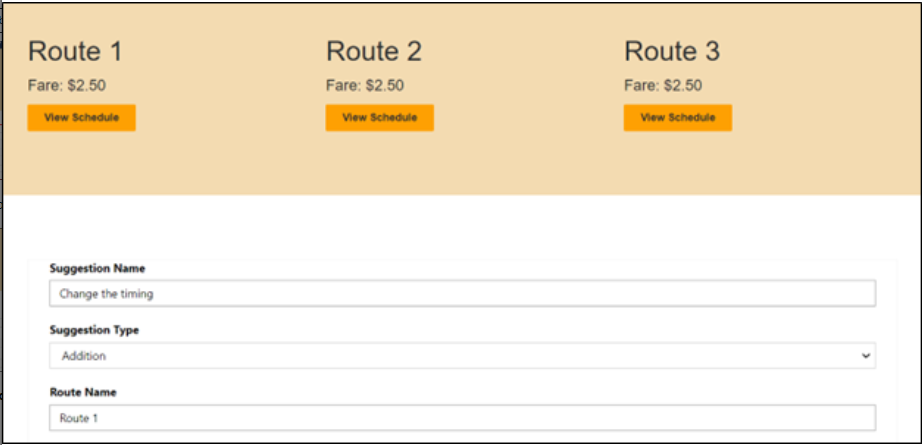 Route 1 Route 2 Route 3
Fare: $2.50 Fare: $2.50 Fare: $2.50
View Schedule View Schedule View Schedule
Suggestion Name
Change the timing
Suggestion Type
Addition
Route Name
Route 1